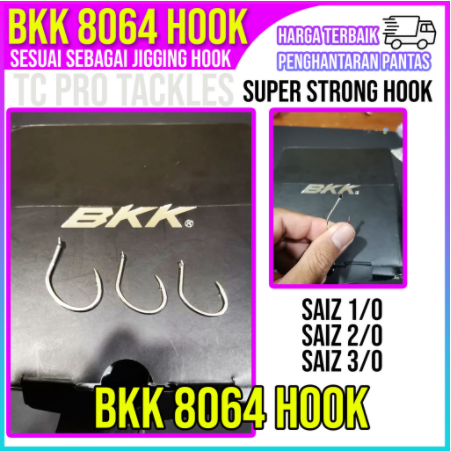 BKK 8064 HOOK
SESUAI SEBAGAI JIGGING HOOK
HARGA TERBAIK
PENGHANTARAN PANTAS
TC PRO TACKLES
SUPER STRONG HOOK
BKK®
BKK®
SAIZ 1/0
SAIZ 2/0
SAIZ 3/0
BKK 8064 HOOK